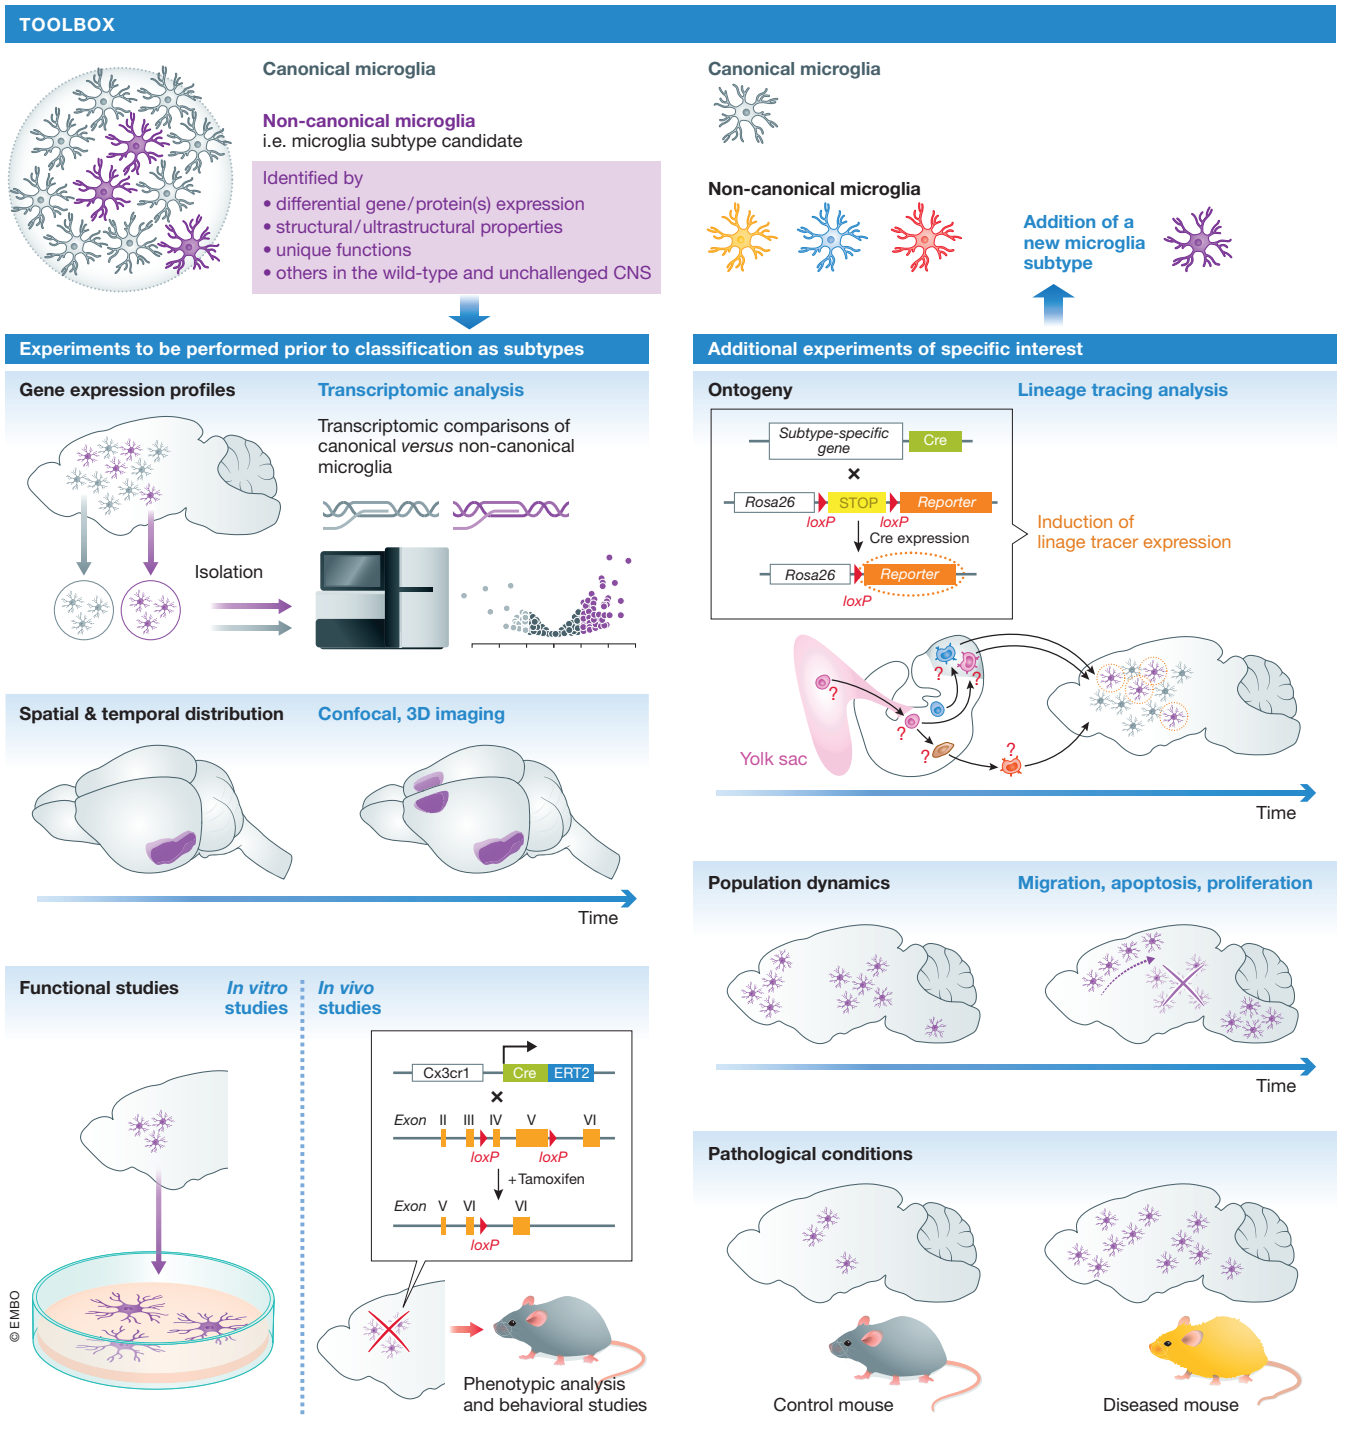 TOOLBOX
Canonical microglia
Non-canonical microglia
i.e. microglia subtype candidate
Identified by
• differential gene/protein(s) expression
• structural/ultrastructural properties
• unique functions
• others in the wild-type and unchallenged CNS
Canonical microglia
Non-canonical microglia
Addition of a
new microglia
subtype
Experiments to be performed prior to classification as subtypes
Gene expression profiles
Transcriptomic analysis
Transcriptomic comparisons of
canonical versus non-canonical
microglia
Isolation
Spatial & temporal distribution
Confocal, 3D imaging
Time
Functional studies
In vitro
studies
In vivo
studies
Cx3cr1
Cre
ERT2
×
Exon II III IV V VI
loxP loxP
+ Tamoxifen
Exon V VI VI
loxP
Phenotypic analysis
and behavioral studies
© EMBO
Additional experiments of specific interest
Ontogeny
Lineage tracing analysis
Subtype-specific
gene
Cre
×
Rosa26
STOP
Reporter
loxP loxP
Cre expression
Rosa26
Reporter
loxP
Induction of
linage tracer expression
?
?
?
?
?
?
Yolk sac
Time
Population dynamics
Migration, apoptosis, proliferation
Time
Pathological conditions
Control mouse
Diseased mouse